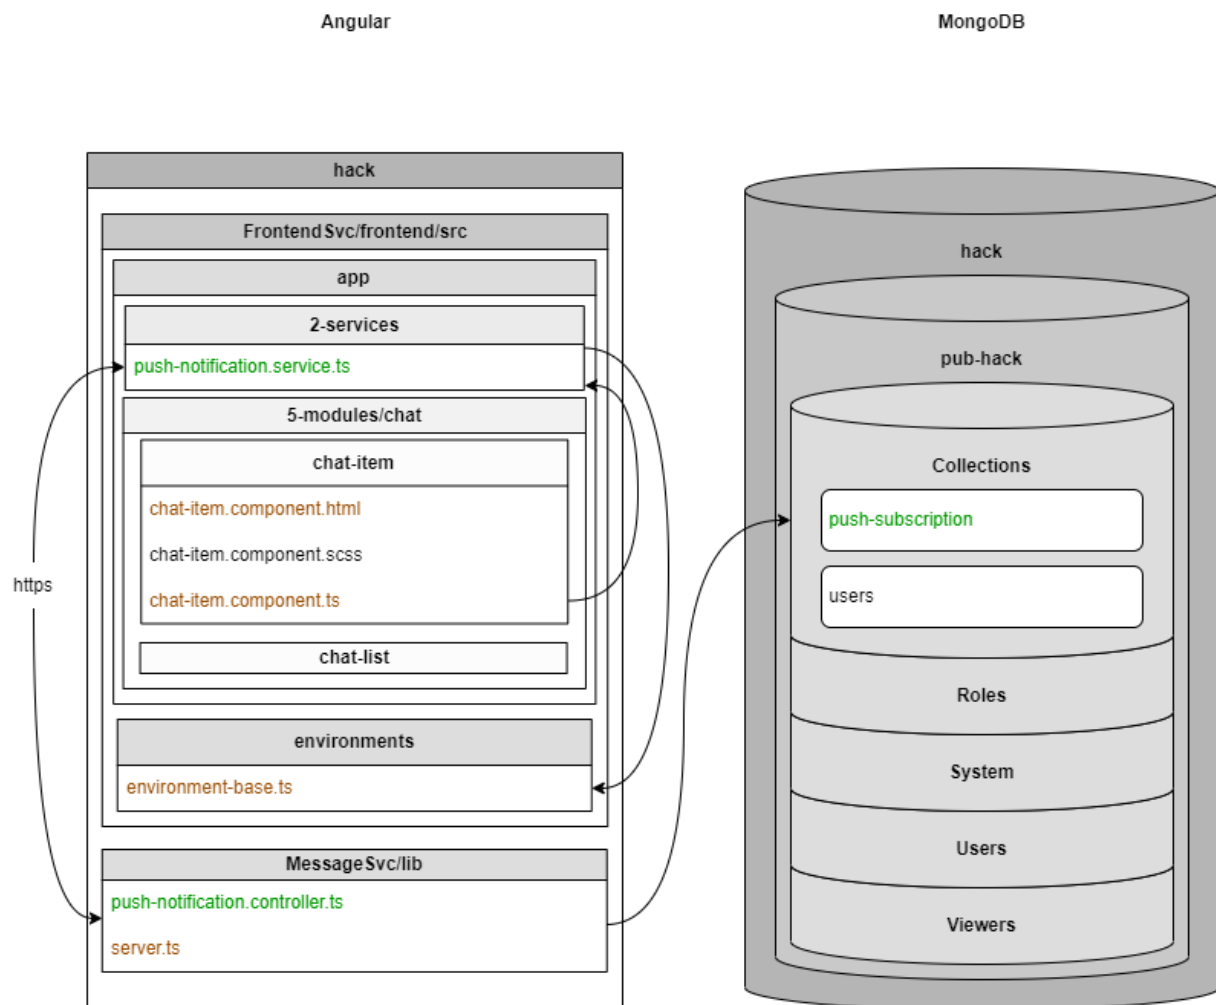 Angular
MongoDB
hack
FrontendSvc/frontend/src
app
2-services
push-notification.service.ts
5-modules/chat
chat-item
chat-item.component.html
chat-item.component.scss
chat-item.component.ts
chat-list
environments
environment-base.ts
MessageSvc/lib
push-notification.controller.ts
server.ts
https
hack
pub-hack
Collections
push-subscription
users
Roles
System
Users
Viewers